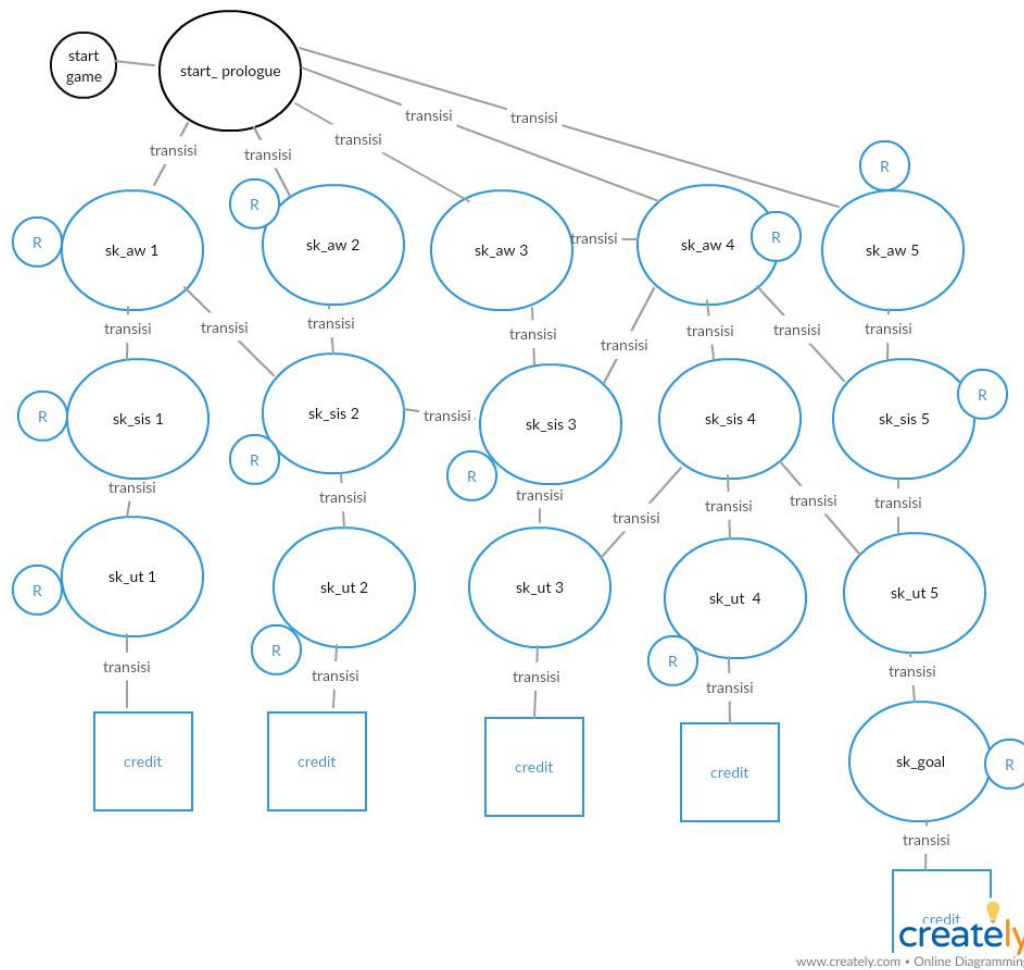 start
game
start_ prologue
transisi
transisi
transisi
transisi
transisi
R
R
R
R
R
sk_aw 1
sk_aw 2
sk_aw 3
transisi
sk_aw 4
sk_aw 5
transisi
transisi
transisi
transisi
transisi
transisi
transisi
transisi
R
sk_sis 1
sk_sis 2
transisi
sk_sis 3
sk_sis 4
sk_sis 5
R
R
R
transisi
transisi
transisi
transisi
transisi
transisi
transisi
R
sk_ut 1
sk_ut 2
sk_ut 3
sk_ut 4
sk_ut 5
R
R
transisi
transisi
transisi
transisi
transisi
credit
credit
credit
credit
sk_goal
R
transisi
credit
creately
www.creately.com • Online Diagramming